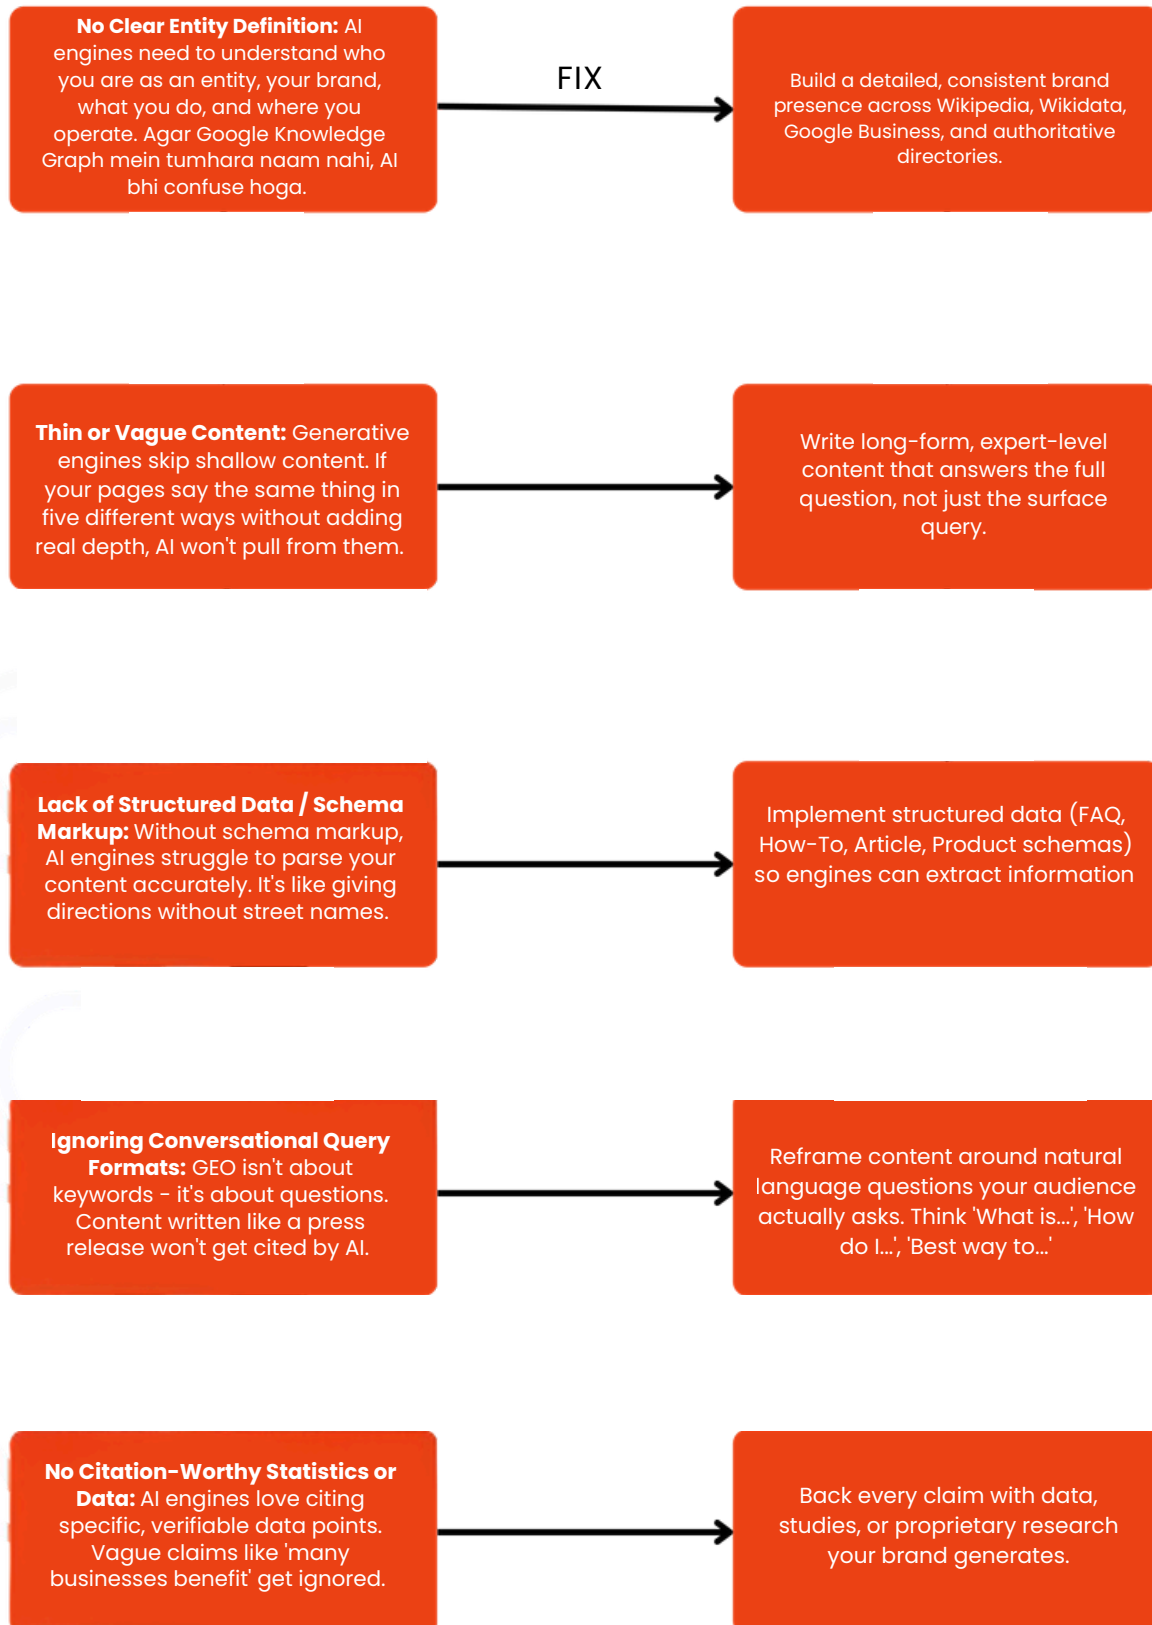 No Clear Entity Definition: AI
engines need to understand who
you are as an entity, your brand,
what you do, and where you
operate. Agar Google Knowledge
Graph mein tumhara naam nahi, AI
bhi confuse hoga.
FIX
Build a detailed, consistent brand
presence across Wikipedia, Wikidata,
Google Business, and authoritative
directories.
Thin or Vague Content: Generative
engines skip shallow content. If
your pages say the same thing in
five different ways without adding
real depth, AI won't pull from them.
Write long-form, expert-level
content that answers the full
question, not just the surface
query.
Lack of Structured Data / Schema
Markup: Without schema markup,
AI engines struggle to parse your
content accurately. It's like giving
directions without street names.
Implement structured data (FAQ,
How-To, Article, Product schemas)
so engines can extract information
Ignoring Conversational Query
Formats: GEO isn't about
keywords - it's about questions.
Content written like a press
release won't get cited by AI.
Reframe content around natural
language questions your audience
actually asks. Think 'What is...', 'How
do I...', 'Best way to...'
No Citation-Worthy Statistics or
Data: AI engines love citing
specific, verifiable data points.
Vague claims like 'many
businesses benefit' get ignored.
Back every claim with data,
studies, or proprietary research
your brand generates.